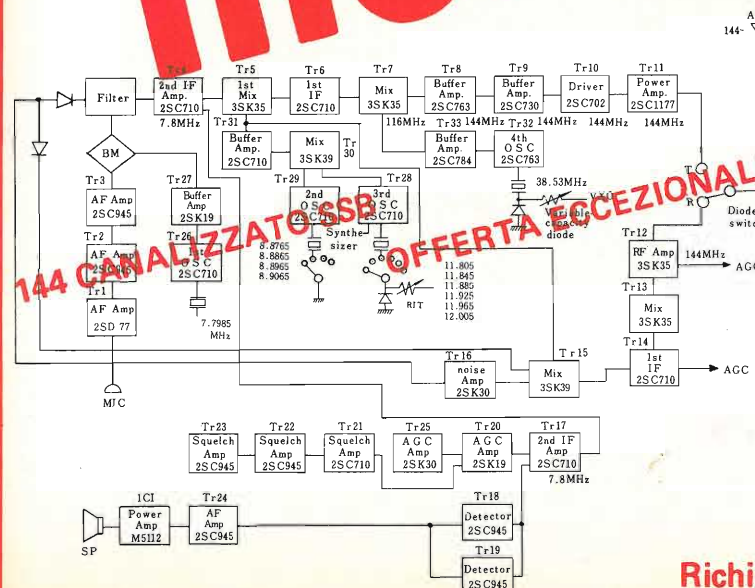 A
144-
Filter
2nd IF
Amp.
2SC710
7.8MHz
Tr5
1st
Mix
3SK35
Tr6
1st
IF
2SC710
Tr7
Mix
3SK35
116MHz
Tr8
Buffer
Amp.
2SC763
144MHz
Tr9
Buffer
Amp.
2SC730
144MHz
Tr10
Driver
2SC702
144MHz
Tr11
Power
Amp.
2SC1177
144MHz
Tr31
Buffer
Amp.
2SC710
Mix
3SK39
Tr
30
Tr33
Buffer
Amp.
2SC784
Tr32
4th
OSC
2SC763
38.53MHz
Variable
capacity
diode
BM
Tr3
AF Amp
2SC945
Tr2
AF Amp
2SC945
Tr1
AF Amp
2SD 77
MIC
Tr27
Buffer
Amp
2SK19
Tr26
1st
OSC
2SC710
7.7985
MHz
Tr29
2nd
OSC
Tr28
3rd
OSC
2SC710
Synthe-
sizer
8.8765
8.8865
8.8965
8.9065
RIT
11.805
11.845
11.885
11.925
11.965
12.005
144 CANALIZZATO SSB
OFFERTA ECCEZIONAL
T
R
Diode
switc
Tr12
RF Amp
3SK35
144MHz
AGC
Tr13
Mix
3SK35
Tr14
1st
IF
2SC710
AGC
Tr15
Mix
3SK39
Tr16
noise
Amp
2SK30
Tr23
Squelch
Amp
2SC945
Tr22
Squelch
Amp
2SC945
Tr21
Squelch
Amp
2SC710
Tr25
AGC
Amp
2SK30
Tr20
AGC
Amp
2SK19
Tr17
2nd IF
Amp
2SC710
7.8MHz
SP
1CI
Power
Amp
M5112
Tr24
AF
Amp
2SC945
Tr18
Detector
2SC945
Tr19
Detector
2SC945
Richi